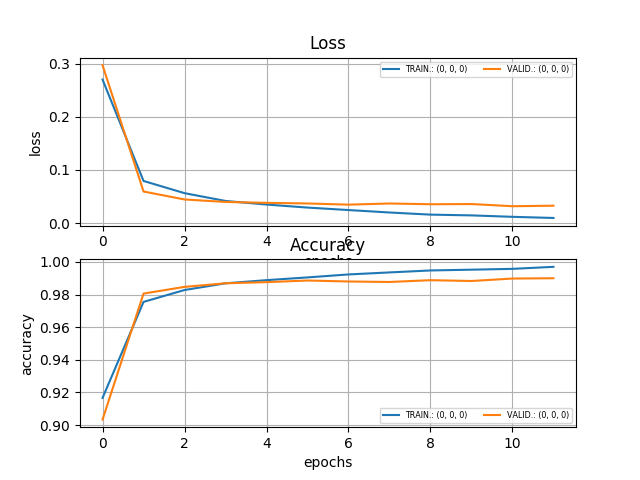 Loss
0.3
0.2
0.1
0.0
loss
TRAIN.: (0, 0, 0) VALID.: (0, 0, 0)
0 2 4 6 8 10
epochs
Accuracy
1.00
0.98
0.96
0.94
0.92
0.90
accuracy
TRAIN.: (0, 0, 0) VALID.: (0, 0, 0)
0 2 4 6 8 10
epochs